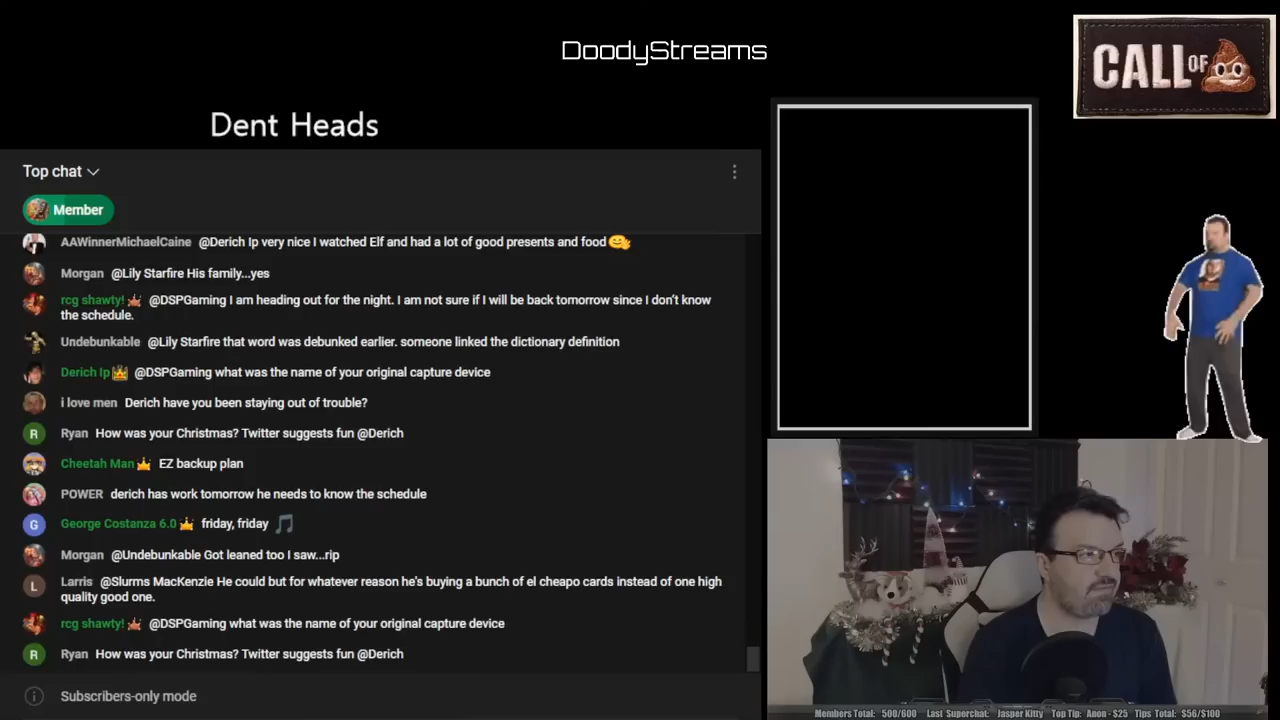 DoodyStreams
CALL OF
Dent Heads
Top chat
Member
AAWinnerMichaelCaine @Derich Ip very nice I watched Elf and had a lot of good presents and food
Morgan @Lily Starfire His family...yes
rcg shawty! @DSPGaming I am heading out for the night. I am not sure if I will be back tomorrow since I don't know
the schedule.
Undebunkable @Lily Starfire that word was debunked earlier. someone linked the dictionary definition
Derich Ip @DSPGaming what was the name of your original capture device
i love men Derich have you been staying out of trouble?
R Ryan How was your Christmas? Twitter suggests fun @Derich
Cheetah Man EZ backup plan
POWER derich has work tomorrow he needs to know the schedule
G George Costanza 6.0 friday, friday
Morgan @Undebunkable Got leaned too I saw...rip
L Larris @Slurms MacKenzie He could but for whatever reason he's buying a bunch of el cheapo cards instead of one high
quality good one.
rcg shawty! @DSPGaming what was the name of your original capture device
R Ryan How was your Christmas? Twitter suggests fun @Derich
Subscribers-only mode
Members Total: 500/600 Last Superchat: Jasper Kitty Top Tip: Anon - $25 Tips Total: $56/$100